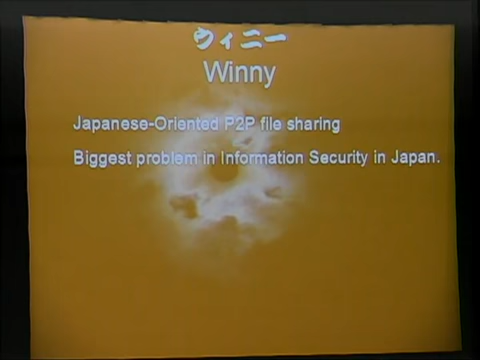 ウィニー
Winny
Japanese-Oriented P2P file sharing
Biggest problem in Information Security in Japan.